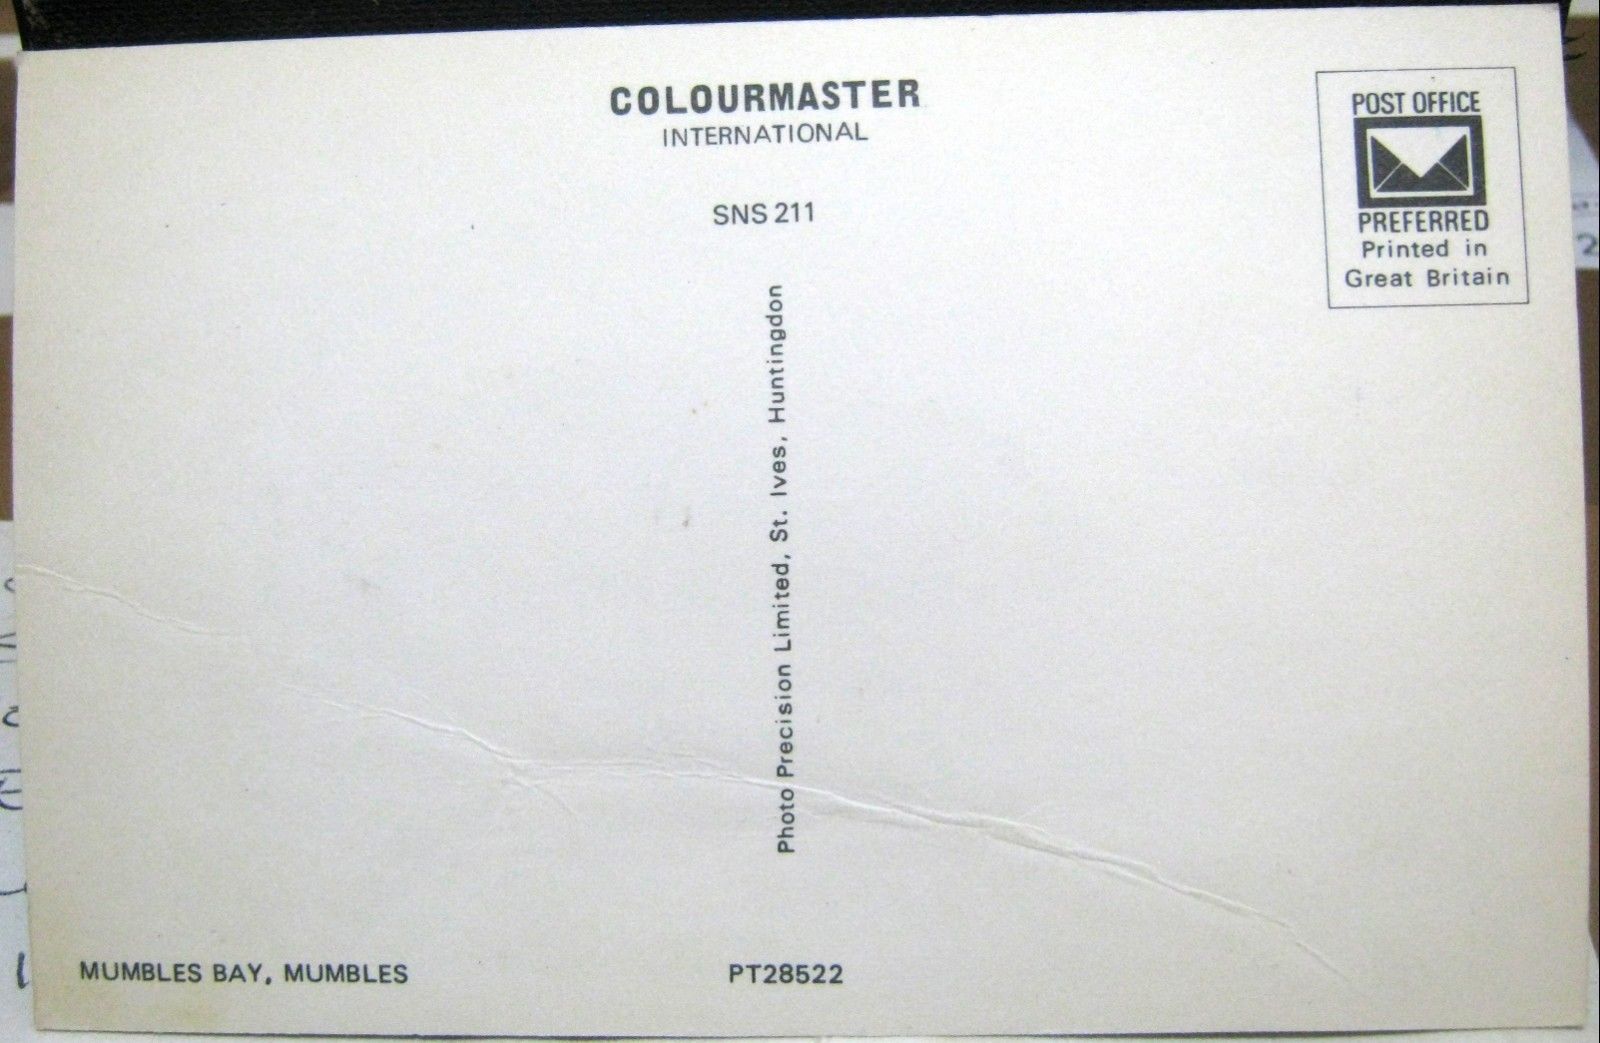 COLOURMASTER
INTERNATIONAL
SNS 211
POST OFFICE
PREFERRED
Printed in
Great Britain
Photo Precision Limited, St. Ives, Huntingdon
MUMBLES BAY, MUMBLES
PT28522